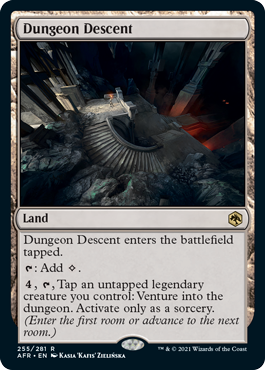 Dungeon Descent
Land
Dungeon Descent enters the battlefield
tapped.
: Add .
4, , Tap an untapped legendary
creature you control: Venture into the
dungeon. Activate only as a sorcery.
(Enter the first room or advance to the next
room.)
255/281 R
AFR • EN KASIA 'KAFIS' ZIELIŃSKA
™ & © 2021 Wizards of the Coast